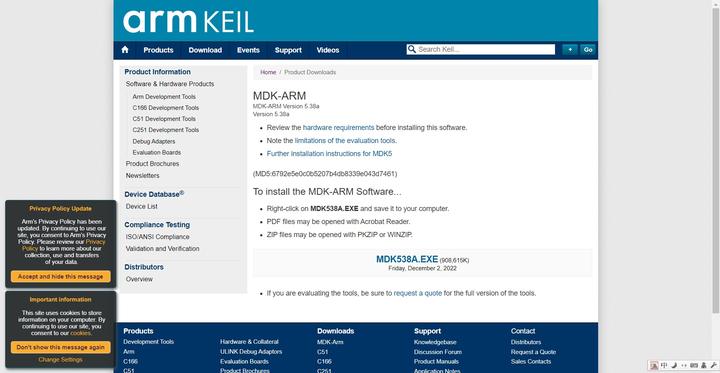 arm KEIL
Products Download Events Support Videos
Search Keil...
+ Go
Product Information
Software & Hardware Products
Arm Development Tools
C166 Development Tools
C51 Development Tools
C251 Development Tools
Debug Adapters
Evaluation Boards
Product Brochures
Newsletters
Device Database®
Device List
Compliance Testing
ISO/ANSI Compliance
Validation and Verification
Distributors
Overview
Home / Product Downloads
MDK-ARM
MDK-ARM Version 5.38a
Version 5.38a
• Review the hardware requirements before installing this software.
• Note the limitations of the evaluation tools.
• Further installation instructions for MDK5
(MD5:6792e5e0c0b5207b4db8339e043d7461)
To install the MDK-ARM Software...
• Right-click on MDK538A.EXE and save it to your computer.
• PDF files may be opened with Acrobat Reader.
• ZIP files may be opened with PKZIP or WINZIP.
MDK538A.EXE (908,615K)
Friday, December 2, 2022
• If you are evaluating the tools, be sure to request a quote for the full version of the tools.
Privacy Policy Update
Arm's Privacy Policy has been
updated. By continuing to use our
site, you consent to Arm's Privacy
Policy. Please review our Privacy
Policy to learn more about our
collection, use and transfers
of your data.
Accept and hide this message
Important information
This site uses cookies to store
information on your computer. By
continuing to use our site, you
consent to our cookies.
Don't show this message again
Change Settings
Products
Development Tools
Arm
C166
C51
Hardware & Collateral
ULINK Debug Adaptors
Evaluation Boards
Product Brochures
Downloads
MDK-Arm
C51
C166
C251
Support
Knowledgebase
Discussion Forum
Product Manuals
Application Notes
Contact
Distributors
Request a Quote
Sales Contacts
中